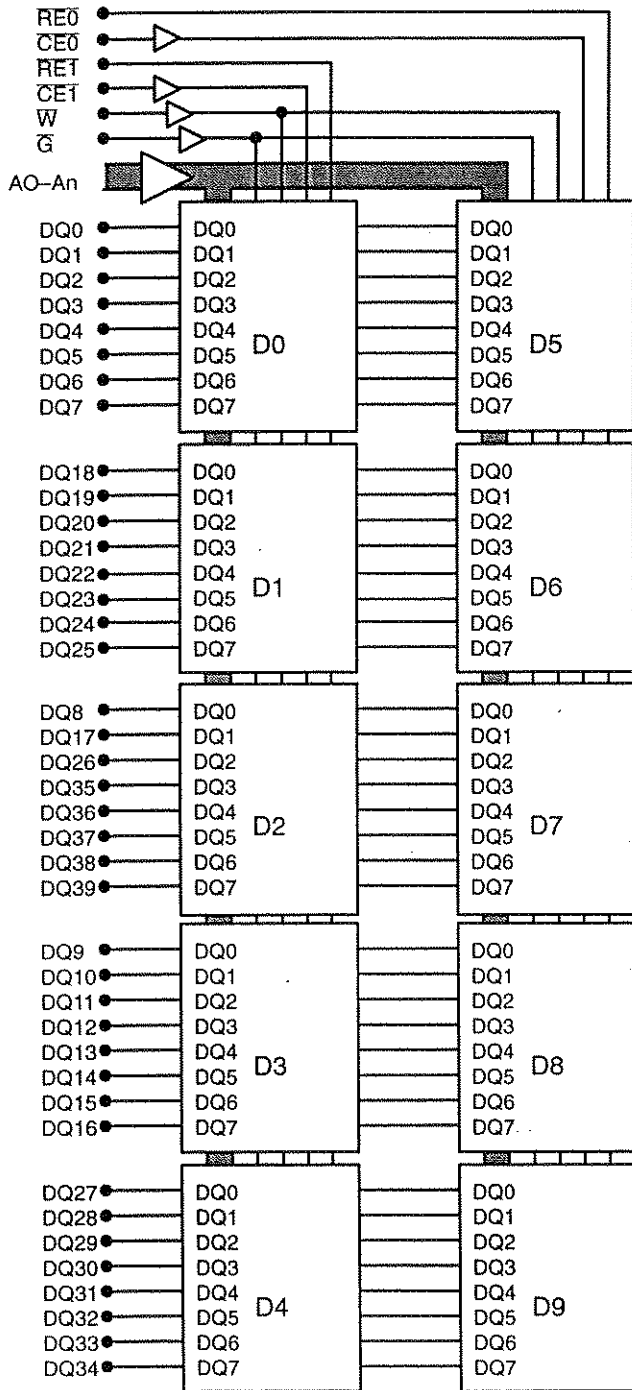 R̅E̅0̅
C̅E̅0̅
R̅E̅1̅
C̅E̅1̅
W̅
G̅
AO–An
DQ0 DQ0 DQ0
DQ1 DQ1 DQ1
DQ2 DQ2 DQ2
DQ3 DQ3 DQ3
DQ4 DQ4 D0 DQ4 D5
DQ5 DQ5 DQ5
DQ6 DQ6 DQ6
DQ7 DQ7 DQ7
DQ18 DQ0 DQ0
DQ19 DQ1 DQ1
DQ20 DQ2 DQ2
DQ21 DQ3 DQ3
DQ22 DQ4 D1 DQ4 D6
DQ23 DQ5 DQ5
DQ24 DQ6 DQ6
DQ25 DQ7 DQ7
DQ8 DQ0 DQ0
DQ17 DQ1 DQ1
DQ26 DQ2 DQ2
DQ35 DQ3 DQ3
DQ36 DQ4 D2 DQ4 D7
DQ37 DQ5 DQ5
DQ38 DQ6 DQ6
DQ39 DQ7 DQ7
DQ9 DQ0 DQ0
DQ10 DQ1 DQ1
DQ11 DQ2 DQ2
DQ12 DQ3 DQ3
DQ13 DQ4 D3 DQ4 D8
DQ14 DQ5 DQ5
DQ15 DQ6 DQ6
DQ16 DQ7 DQ7
DQ27 DQ0 DQ0
DQ28 DQ1 DQ1
DQ29 DQ2 DQ2
DQ30 DQ3 DQ3
DQ31 DQ4 D4 DQ4 D9
DQ32 DQ5 DQ5
DQ33 DQ6 DQ6
DQ34 DQ7 DQ7